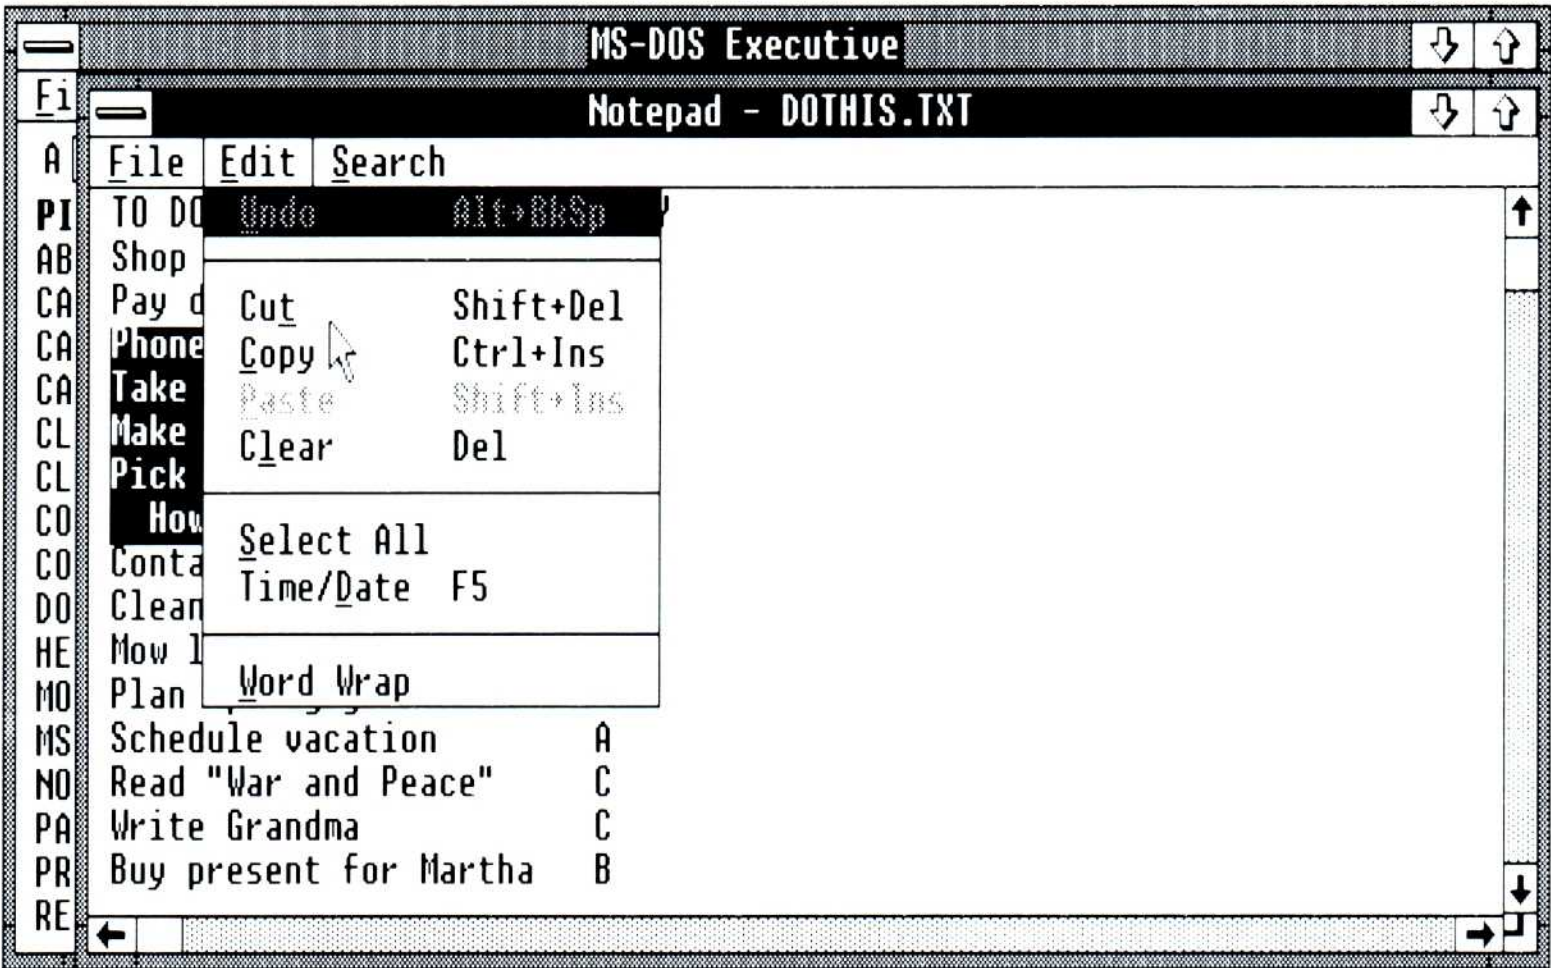 MS-DOS Executive
Fi
Notepad - DOTHIS.TXT
File Edit Search
A
PI TO DO Undo Alt+BkSp Y
AB Shop
CA Pay d Cut Shift+Del
CA Phone Copy Ctrl+Ins
CA Take Paste Shift+Ins
CL Make Clear Del
CL Pick
CO How Select All
CO Conta Time/Date F5
DO Clean
HE Mow l
MO Plan Word Wrap
MS Schedule vacation A
NO Read "War and Peace" C
PA Write Grandma C
PR Buy present for Martha B
RE